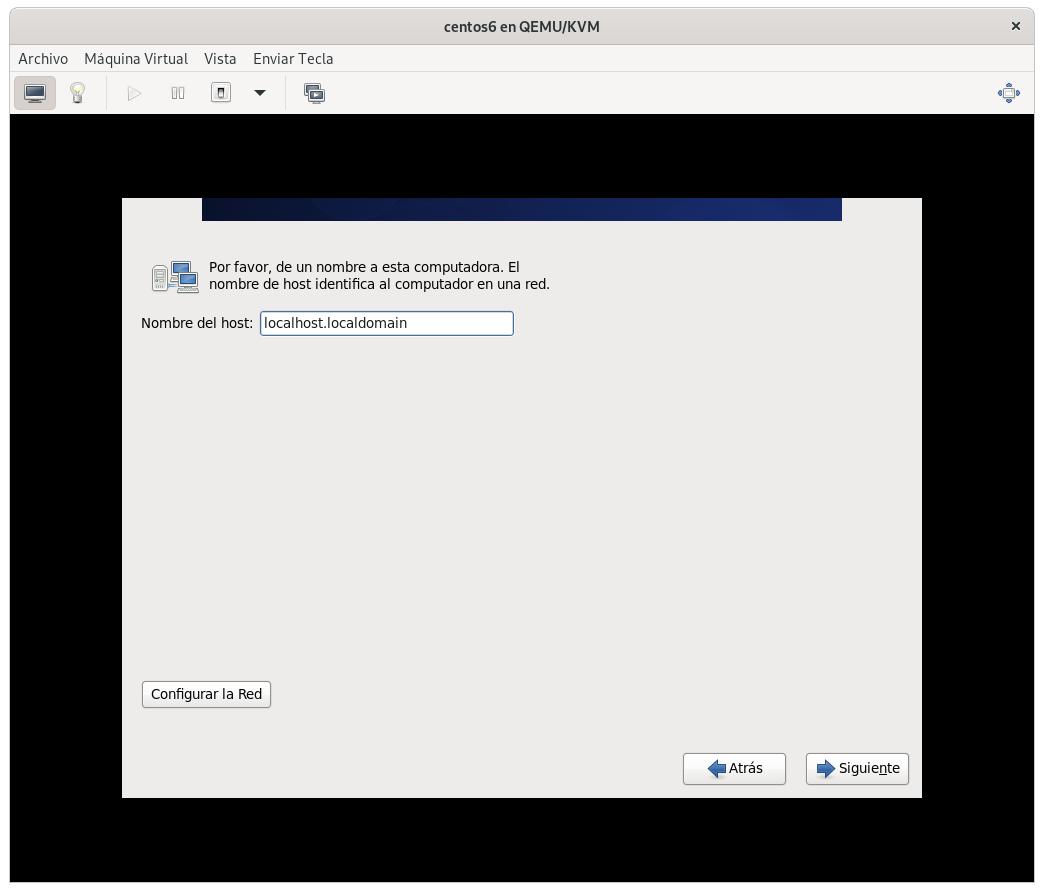 centos6 en QEMU/KVM
Archivo Máquina Virtual Vista Enviar Tecla
Por favor, de un nombre a esta computadora. El
nombre de host identifica al computador en una red.
Nombre del host: localhost.localdomain
Configurar la Red
Atrás Siguiente